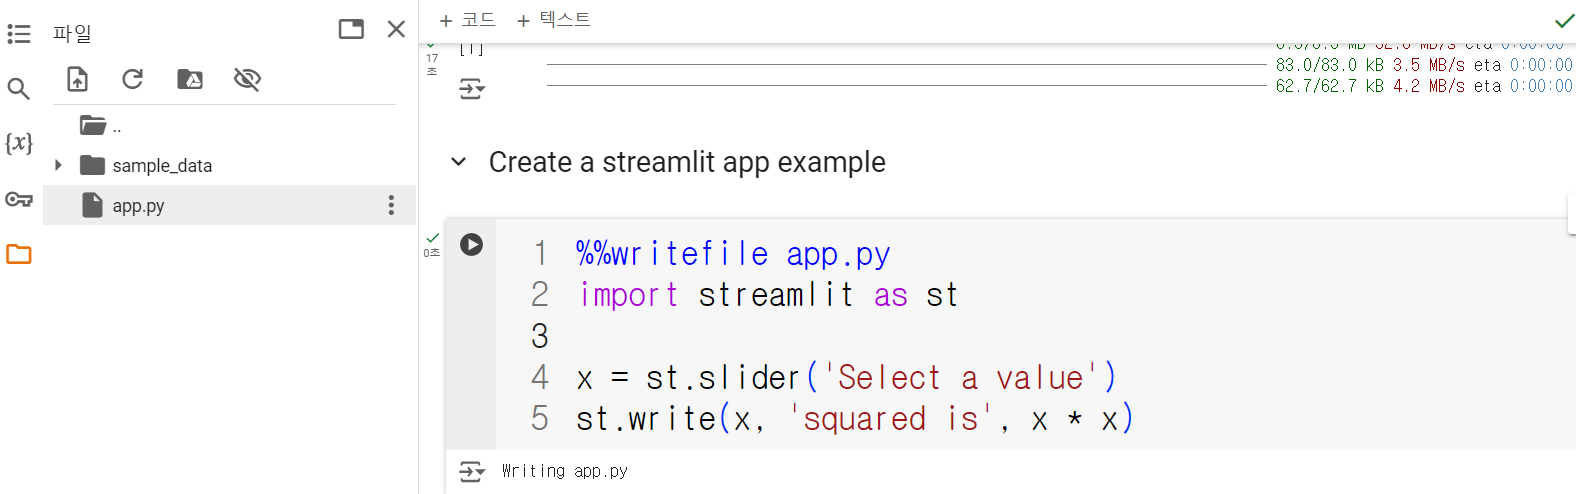 파일
..
sample_data
app.py
+ 코드 + 텍스트
17
초
[1]
83.0/83.0 kB 3.5 MB/s eta 0:00:00
62.7/62.7 kB 4.2 MB/s eta 0:00:00
Create a streamlit app example
0초
1 %%writefile app.py
2 import streamlit as st
3
4 x = st.slider('Select a value')
5 st.write(x, 'squared is', x * x)
Writing app.py